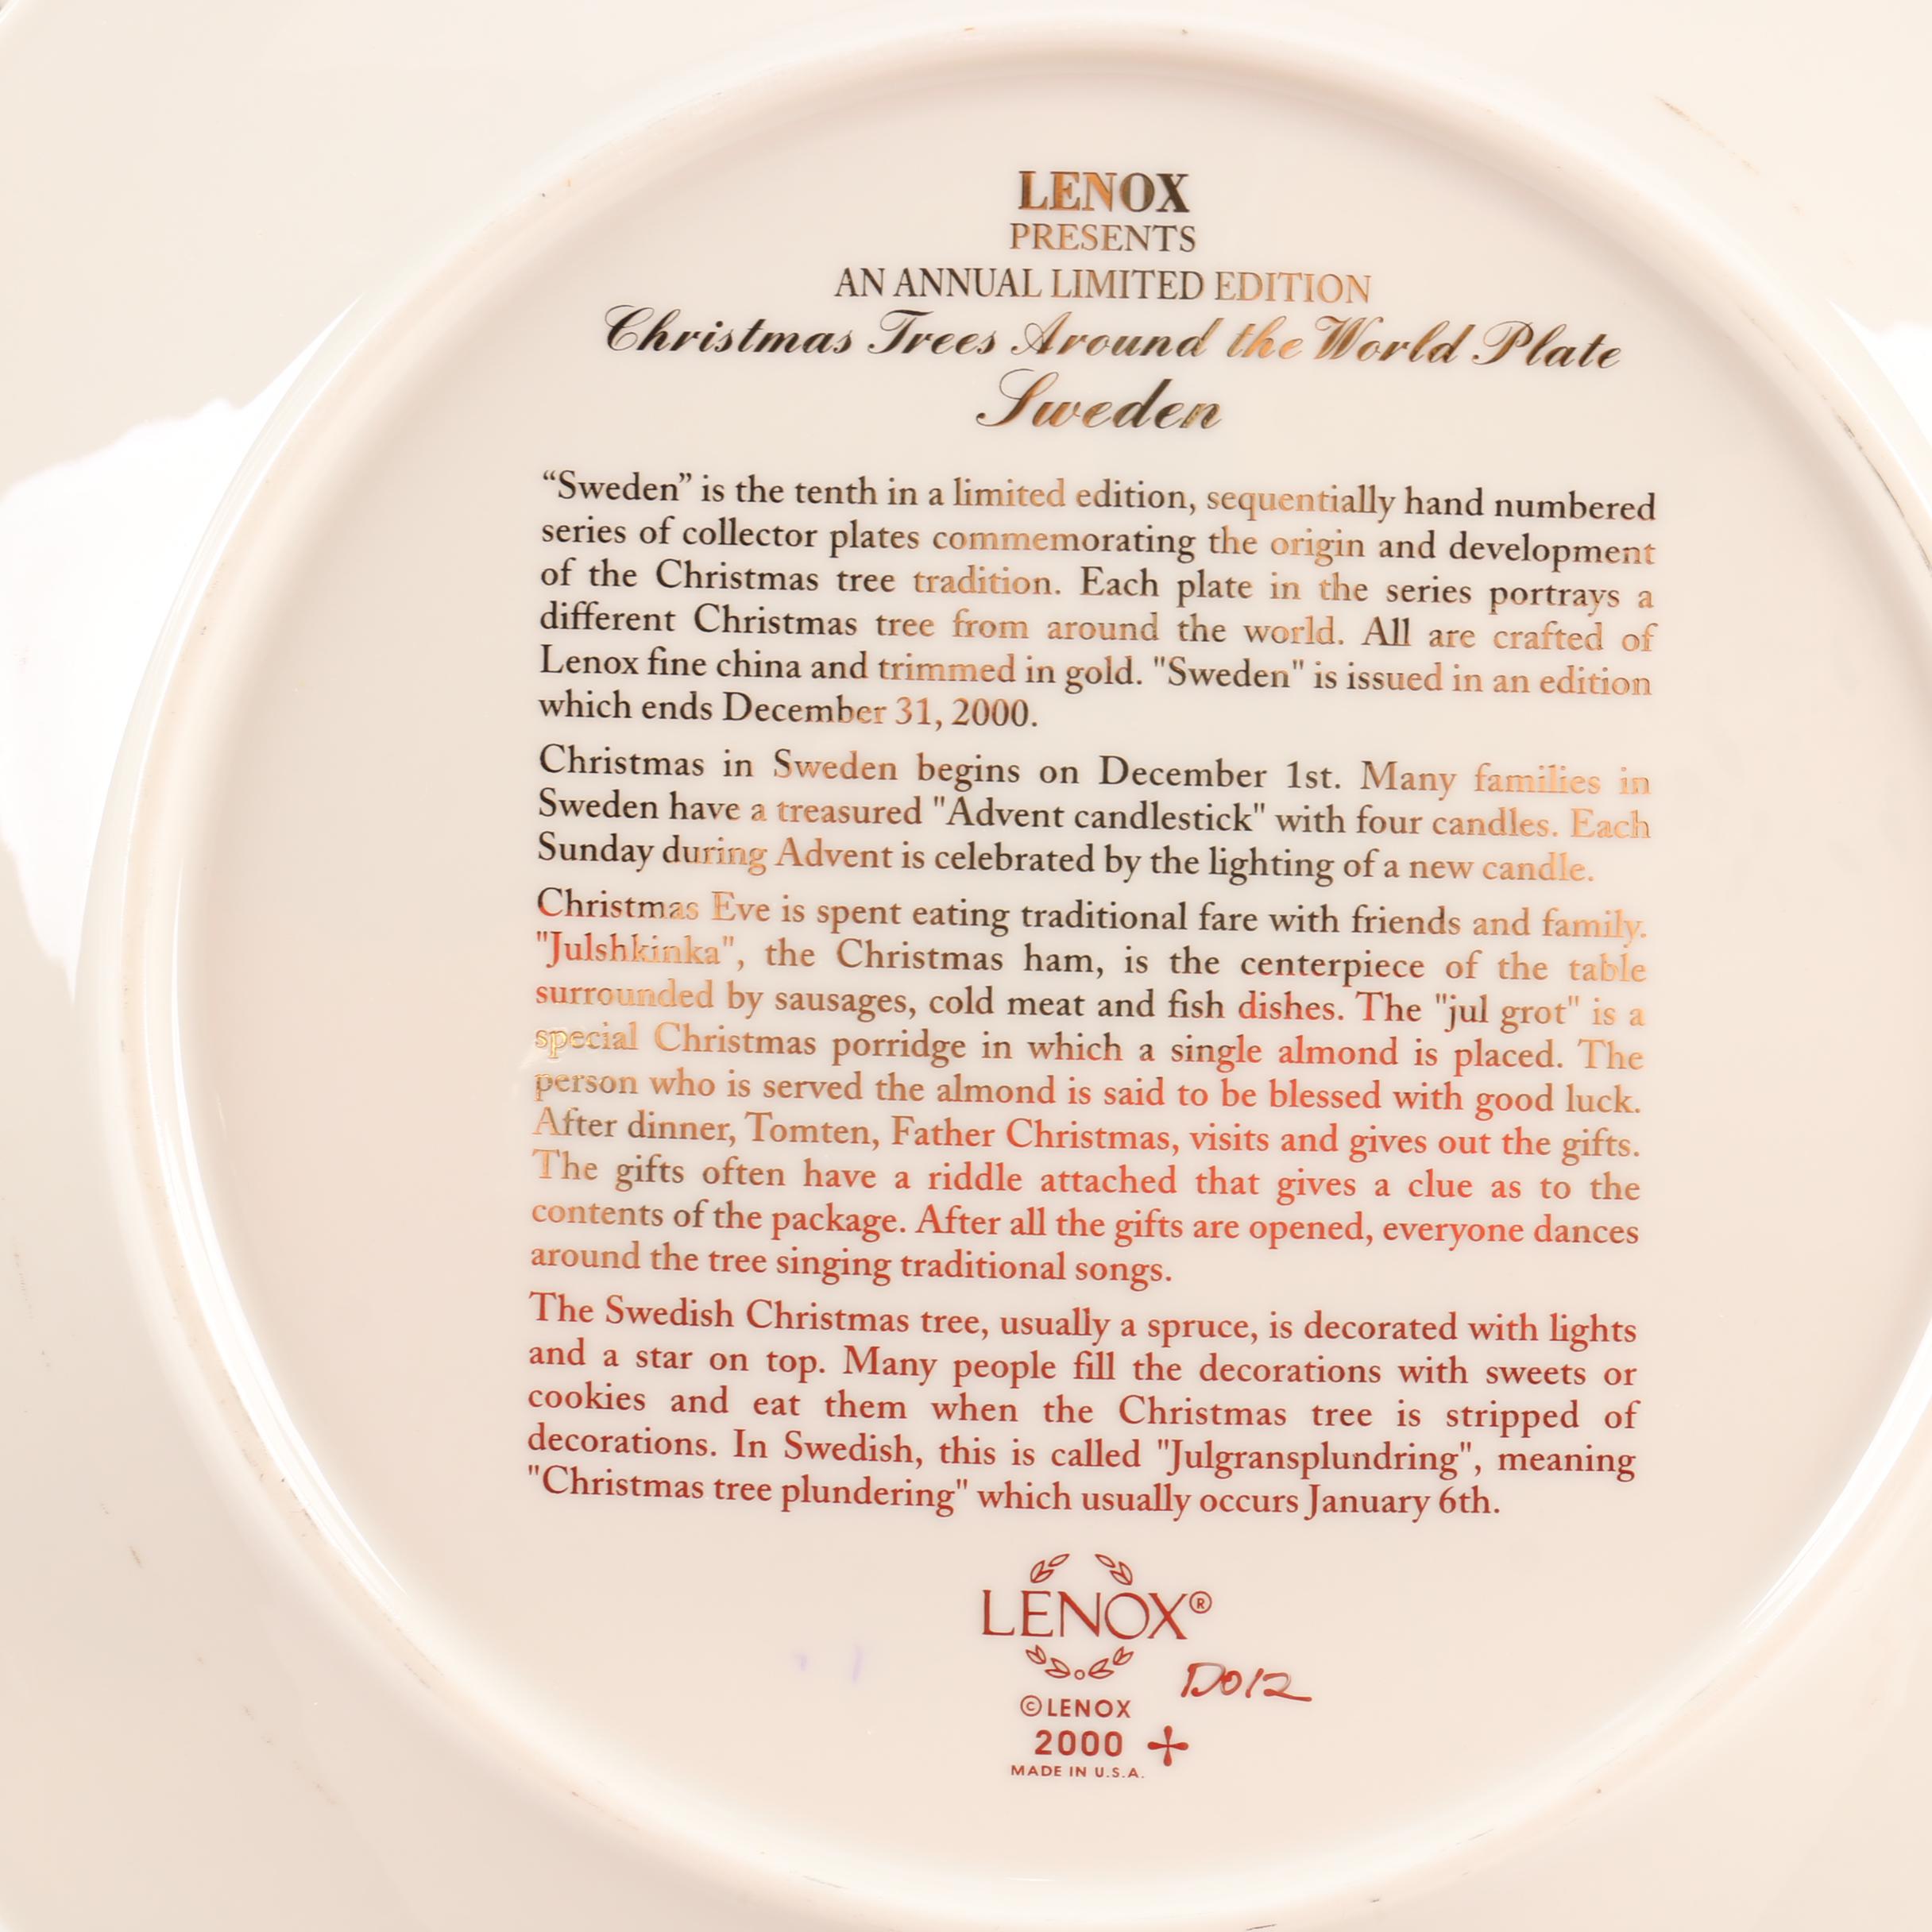 LENOX
PRESENTS
AN ANNUAL LIMITED EDITION
Christmas Trees Around the World Plate
Sweden
“Sweden” is the tenth in a limited edition, sequentially hand numbered
series of collector plates commemorating the origin and development
of the Christmas tree tradition. Each plate in the series portrays a
different Christmas tree from around the world. All are crafted of
Lenox fine china and trimmed in gold. "Sweden" is issued in an edition
which ends December 31, 2000.
Christmas in Sweden begins on December 1st. Many families in
Sweden have a treasured "Advent candlestick" with four candles. Each
Sunday during Advent is celebrated by the lighting of a new candle.
Christmas Eve is spent eating traditional fare with friends and family.
"Julshkinka", the Christmas ham, is the centerpiece of the table
surrounded by sausages, cold meat and fish dishes. The "jul grot" is a
special Christmas porridge in which a single almond is placed. The
person who is served the almond is said to be blessed with good luck.
After dinner, Tomten, Father Christmas, visits and gives out the gifts.
The gifts often have a riddle attached that gives a clue as to the
contents of the package. After all the gifts are opened, everyone dances
around the tree singing traditional songs.
The Swedish Christmas tree, usually a spruce, is decorated with lights
and a star on top. Many people fill the decorations with sweets or
cookies and eat them when the Christmas tree is stripped of
decorations. In Swedish, this is called "Julgransplundring", meaning
"Christmas tree plundering" which usually occurs January 6th.
LENOX®
D012
©LENOX
2000
MADE IN U.S.A.